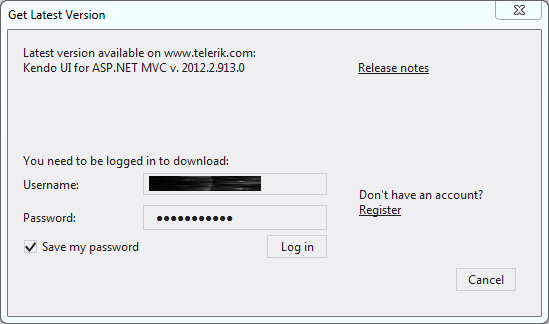 Get Latest Version
Latest version available on www.telerik.com:
Kendo UI for ASP.NET MVC v. 2012.2.913.0
Release notes
You need to be logged in to download:
Username:
Don't have an account?
Register
Password: ●●●●●●●●●●●
Save my password
Log in
Cancel